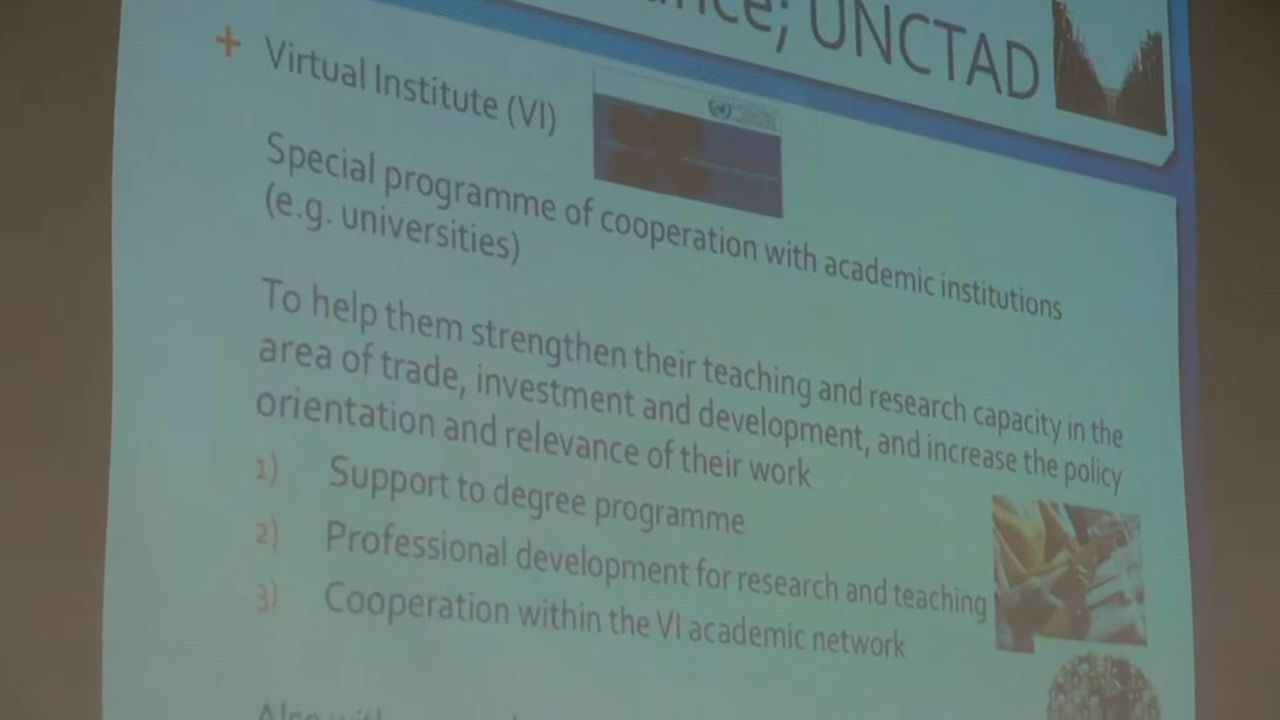 UNCTAD
+ Virtual Institute (VI)
Special programme of cooperation with academic institutions
(e.g. universities)
To help them strengthen their teaching and research capacity in the
area of trade, investment and development, and increase the policy
orientation and relevance of their work
1) Support to degree programme
2) Professional development for research and teaching
3) Cooperation within the VI academic network